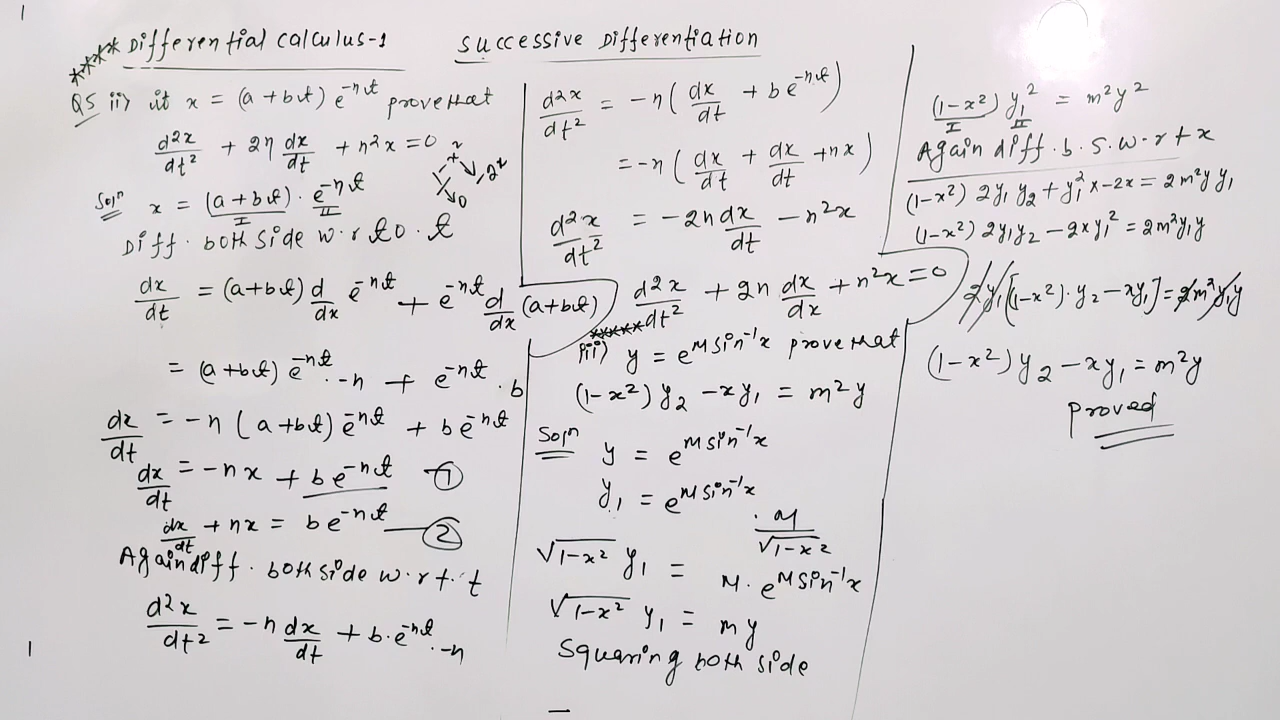 **** Differential Calculus-1
Successive Differentiation
Q5 ii) if x = (a + bt) e^-nt prove that
d²x/dt² + 2n dx/dt + n²x = 0
Solⁿ x = (a + bt) . e^-nt
I II
Diff. both side w.r to. t
dx/dt = (a+bt) d/dx e^-nt + e^-nt d/dx (a+bt)
= (a+bt) e^-nt . -n + e^-nt . b
dx/dt = -n (a+bt) e^-nt + b e^-nt
dx/dt = -nx + b e^-nt ①
dx/dt + nx = b e^-nt — ②
Again diff. both side w.r.t. t
d²x/dt² = -n dx/dt + b. e^-nt . -n
d²x/dt² = -n ( dx/dt + b e^-nt )
= -n ( dx/dt + dx/dt + nx )
d²x/dt² = -2n dx/dt - n²x
d²x/dt² + 2n dx/dx + n²x = 0
*****
iii) y = e^M sin⁻¹x prove that
(1-x²) y₂ - xy₁ = m²y
Solⁿ y = e^M sin⁻¹x
y₁ = e^M sin⁻¹x . M/√1-x²
√1-x² y₁ = M. e^M sin⁻¹x
√1-x² y₁ = my
Squaring both side
(1-x²) y₁² = m²y²
I II
Again diff. b. S. w.r.t x
(1-x²) 2y₁ y₂ + y₁² x -2x = 2m²y y₁
(1-x²) 2y₁y₂ - 2xy₁² = 2m²y₁y
2y₁[(1-x²). y₂ - xy₁] = 2m²y₁y
(1-x²) y₂ - xy₁ = m²y
Proved